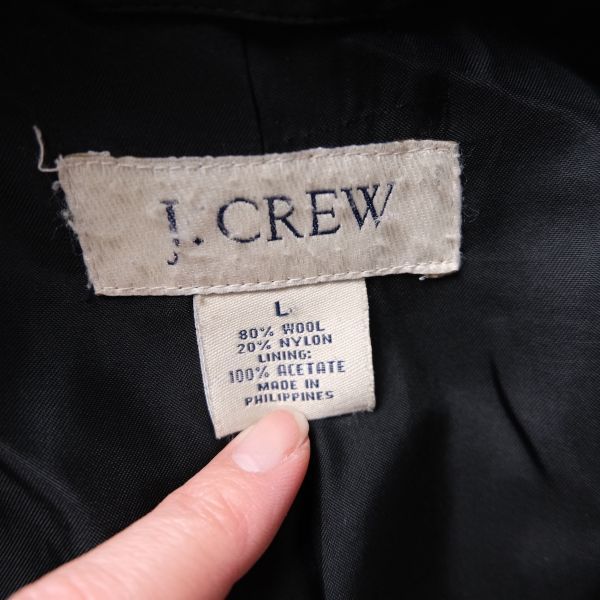 J. CREW
L
80% WOOL
20% NYLON
LINING:
100% ACETATE
MADE IN
PHILIPPINES